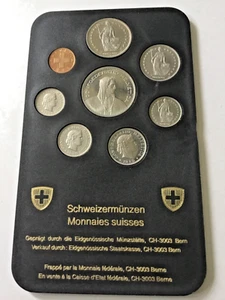 Schweizermünzen
Monnaies suisses
Geprägt durch die Eidgenössische Münzstätte, CH-3003 Bern
Verkauf durch: Eidgenössische Staatskasse, CH-3003 Bern
Frappé par la Monnaie fédérale, CH-3003 Berne
En vente à la Caisse d'Etat fédérale, CH-3003 Berne